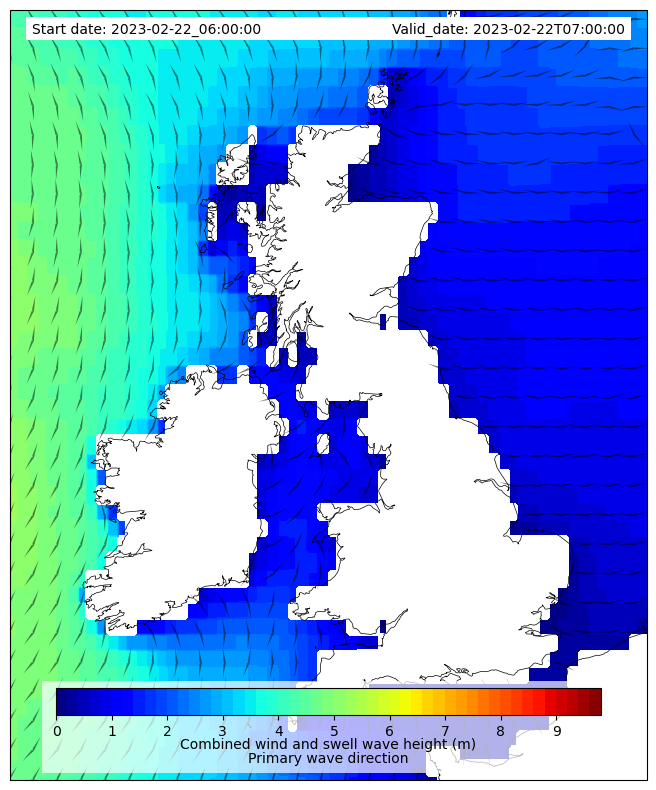 Start date: 2023-02-22_06:00:00 Valid_date: 2023-02-22T07:00:00
0 1 2 3 4 5 6 7 8 9
Combined wind and swell wave height (m)
Primary wave direction